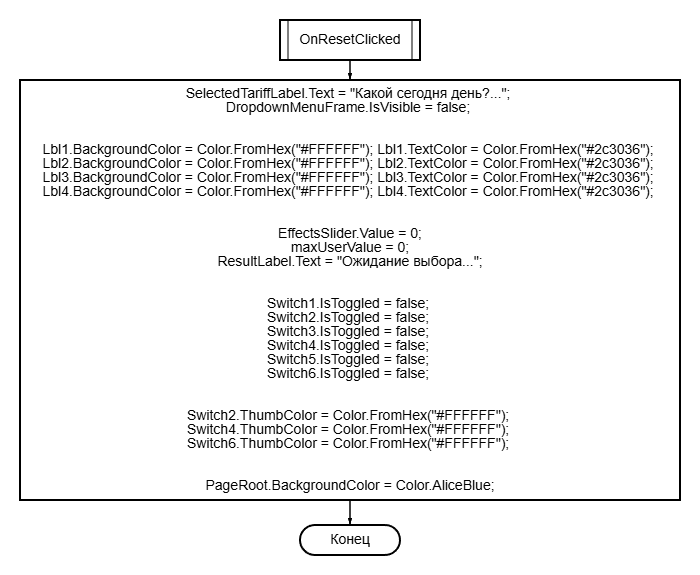 OnResetClicked
SelectedTariffLabel.Text = "Какой сегодня день?...";
DropdownMenuFrame.IsVisible = false;
Lbl1.BackgroundColor = Color.FromHex("#FFFFFF"); Lbl1.TextColor = Color.FromHex("#2c3036");
Lbl2.BackgroundColor = Color.FromHex("#FFFFFF"); Lbl2.TextColor = Color.FromHex("#2c3036");
Lbl3.BackgroundColor = Color.FromHex("#FFFFFF"); Lbl3.TextColor = Color.FromHex("#2c3036");
Lbl4.BackgroundColor = Color.FromHex("#FFFFFF"); Lbl4.TextColor = Color.FromHex("#2c3036");
EffectsSlider.Value = 0;
maxUserValue = 0;
ResultLabel.Text = "Ожидание выбора...";
Switch1.IsToggled = false;
Switch2.IsToggled = false;
Switch3.IsToggled = false;
Switch4.IsToggled = false;
Switch5.IsToggled = false;
Switch6.IsToggled = false;
Switch2.ThumbColor = Color.FromHex("#FFFFFF");
Switch4.ThumbColor = Color.FromHex("#FFFFFF");
Switch6.ThumbColor = Color.FromHex("#FFFFFF");
PageRoot.BackgroundColor = Color.AliceBlue;
Конец